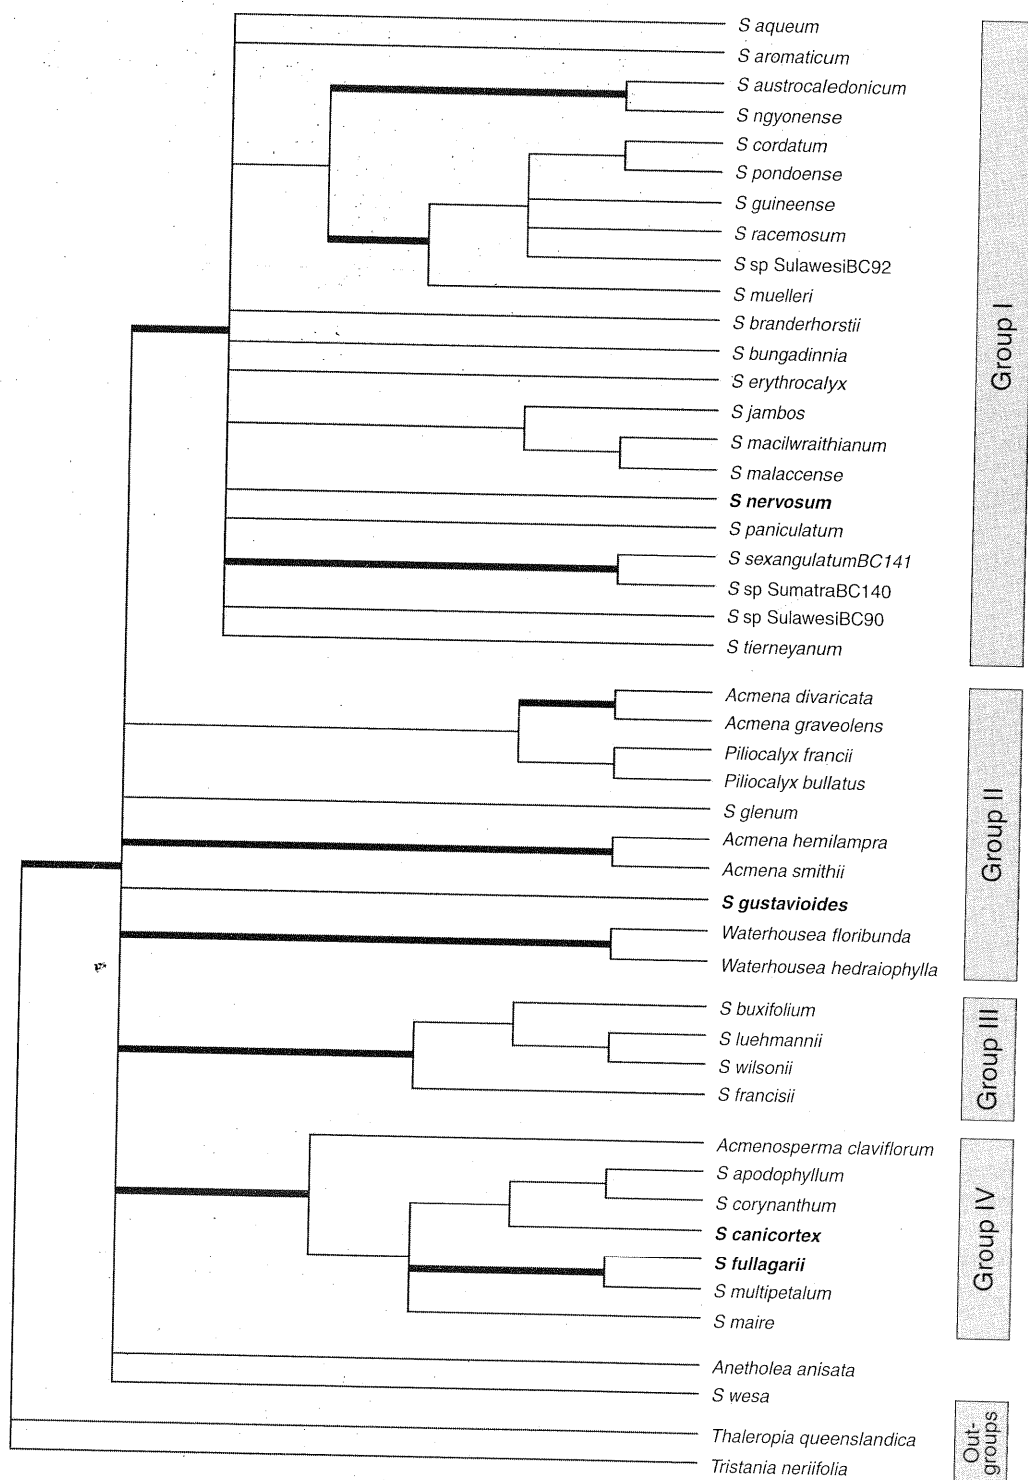 S aqueum
S aromaticum
S austrocaledonicum
S ngyonense
S cordatum
S pondoense
S guineense
S racemosum
S sp SulawesiBC92
S muelleri
S branderhorstii
S bungadinnia
S erythrocalyx
S jambos
S macilwraithianum
S malaccense
S nervosum
S paniculatum
S sexangulatumBC141
S sp SumatraBC140
S sp SulawesiBC90
S tierneyanum
Group I
Acmena divaricata
Acmena graveolens
Piliocalyx francii
Piliocalyx bullatus
S glenum
Acmena hemilampra
Acmena smithii
S gustavioides
Waterhousea floribunda
Waterhousea hedraiophylla
Group II
S buxifolium
S luehmannii
S wilsonii
S francisii
Group III
Acmenosperma claviflorum
S apodophyllum
S corynanthum
S canicortex
S fullagarii
S multipetalum
S maire
Group IV
Anetholea anisata
S wesa
Thaleropia queenslandica
Tristania neriifolia
Out-
groups